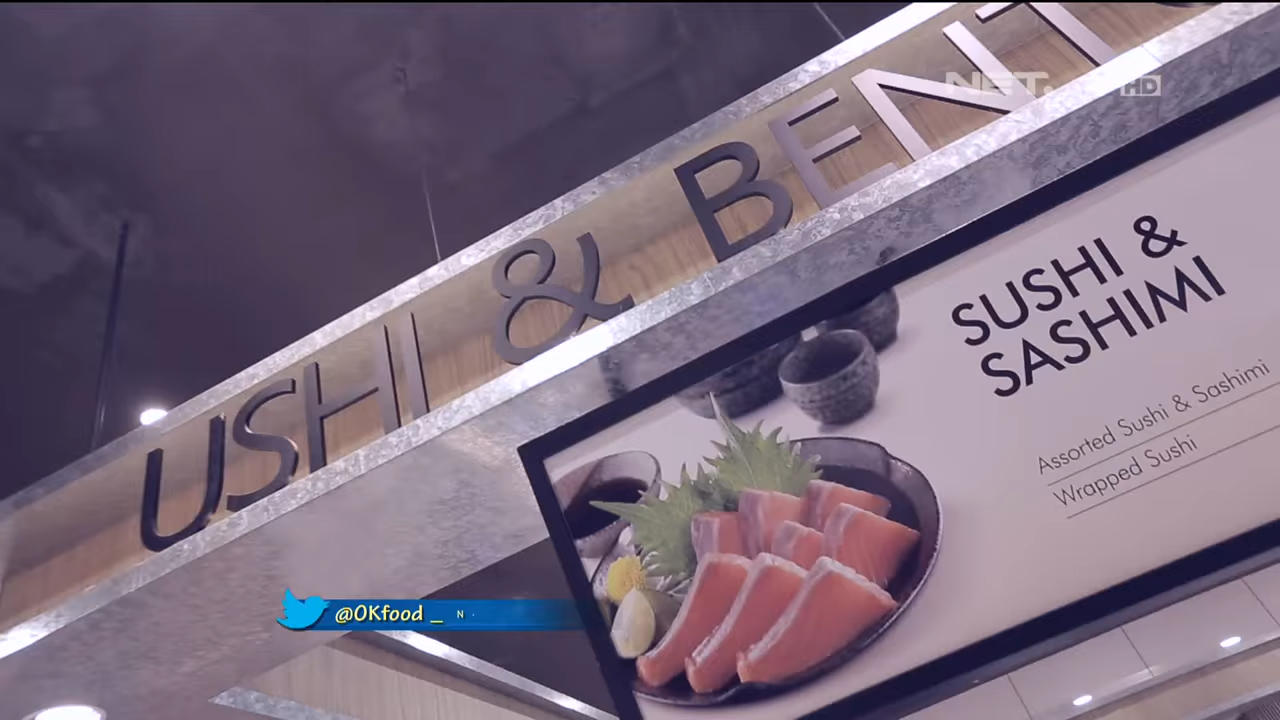 USHI & BENT
NET.
HD
SUSHI &
SASHIMI
Assorted Sushi & Sashimi
Wrapped Sushi
@OKfood _ N